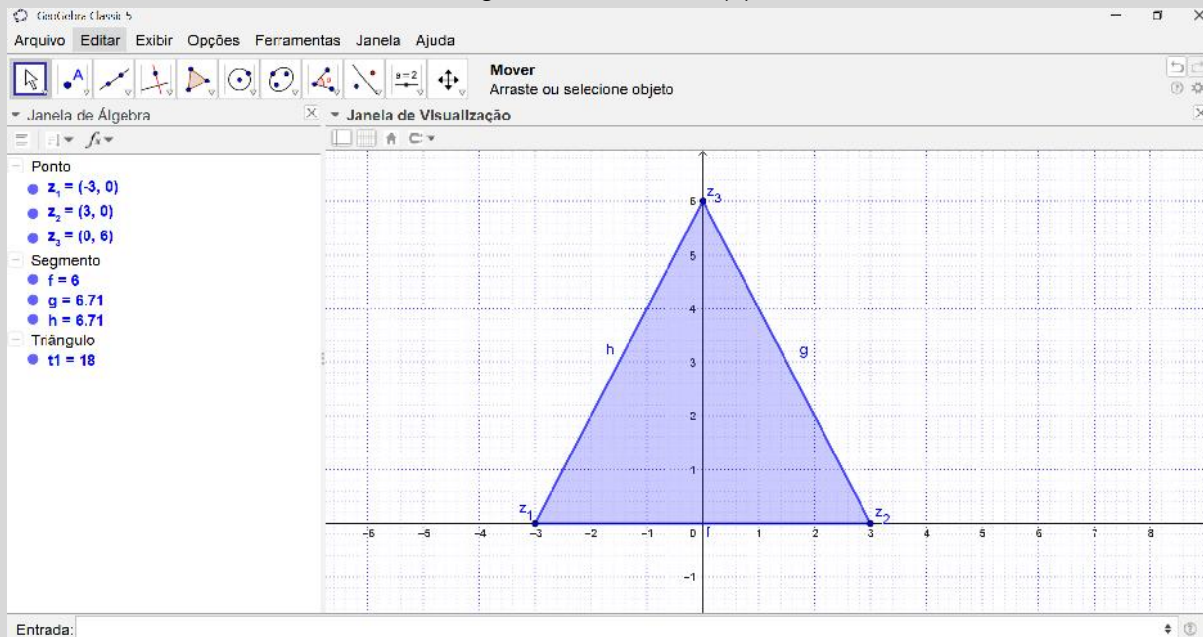 GeoGebra Classic 5
Arquivo Editar Exibir Opções Ferramentas Janela Ajuda
A
a=2
Mover
Arraste ou selecione objeto
Janela de Álgebra
Janela de Visualização
fx
Ponto
z₁ = (-3, 0)
z₂ = (3, 0)
z₃ = (0, 6)
Segmento
f = 6
g = 6.71
h = 6.71
Triângulo
t1 = 18
z₃
6
5
4
h
g
3
2
1
z₁
z₂
-6 -5 -4 -3 -2 -1 0 f 1 2 3 4 5 6 7 8
-1
Entrada: